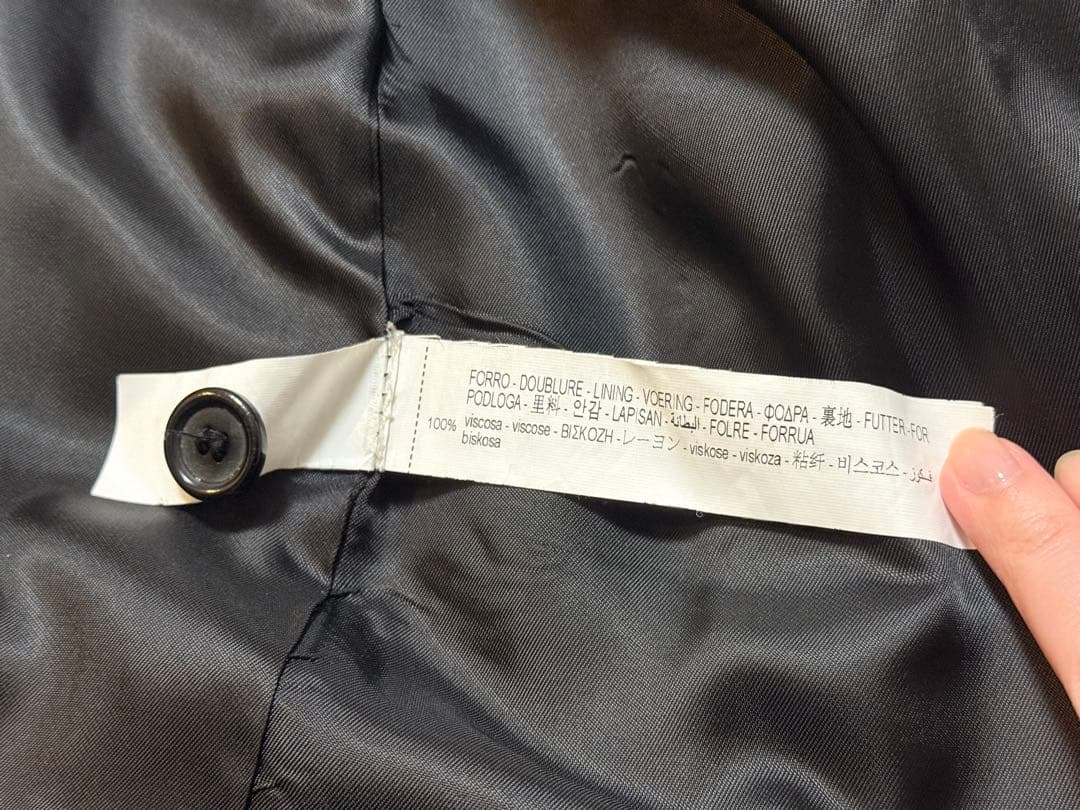 FORRO - DOUBLURE - LINING - VOERING - FODERA - ΦΟΔΡΑ - 裏地 - FUTTER - FOR
PODLOGA - 里料 - 안감 - LAPISAN - البطانة - FOLRE - FORRUA
100% viscosa - viscose - ΒΙΣΚΟΖΗ - レーヨン - viskose - viskoza - 粘纤 - 비스코스 - فسكوز
biskosa